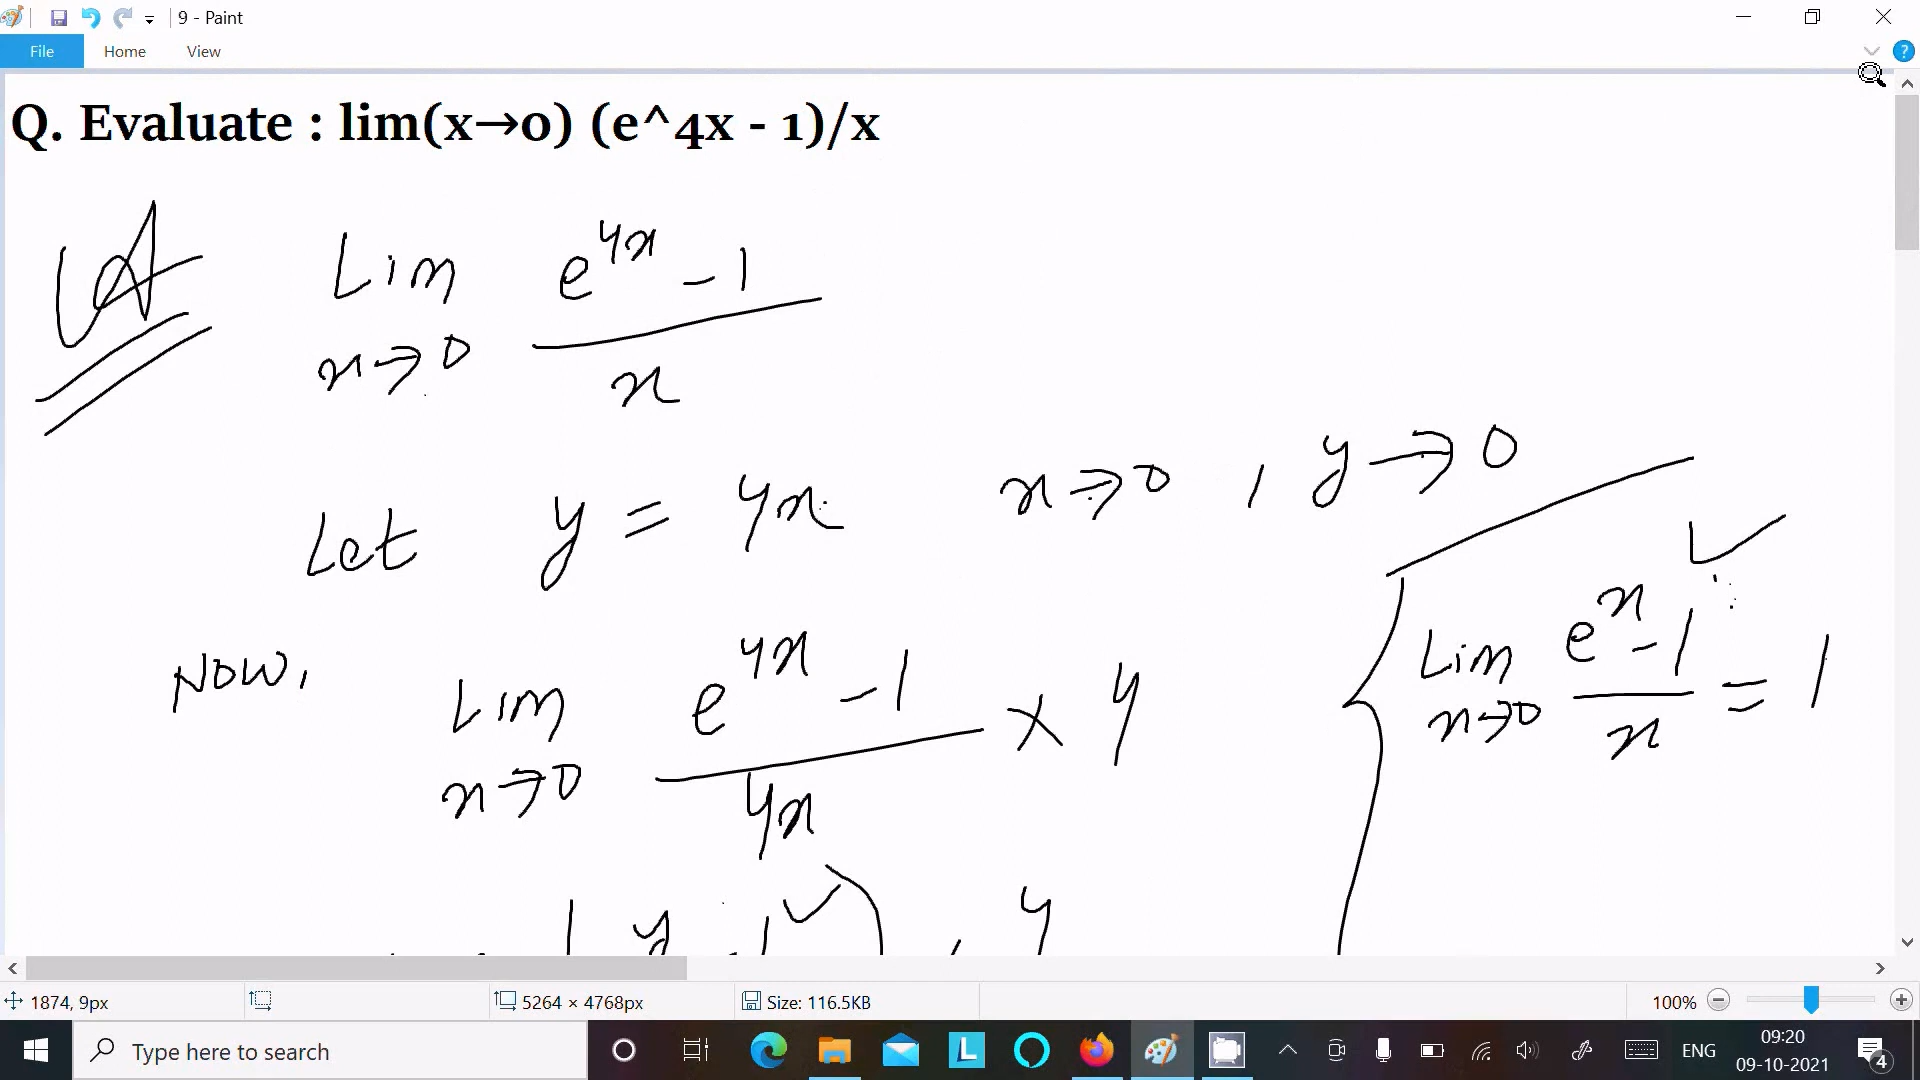 9 - Paint
File Home View
Q. Evaluate : lim(x→0) (e^4x - 1)/x
Lim e^4x - 1
x→0 x
Let y = 4x x→0 , y→0
Now, Lim e^4x - 1 × 4
x→0 4x
Lim e^x - 1 = 1
x→0 x
y 4
1874, 9px 5264 × 4768px Size: 116.5KB 100%
Type here to search
L
ENG
09:20
09-10-2021
4